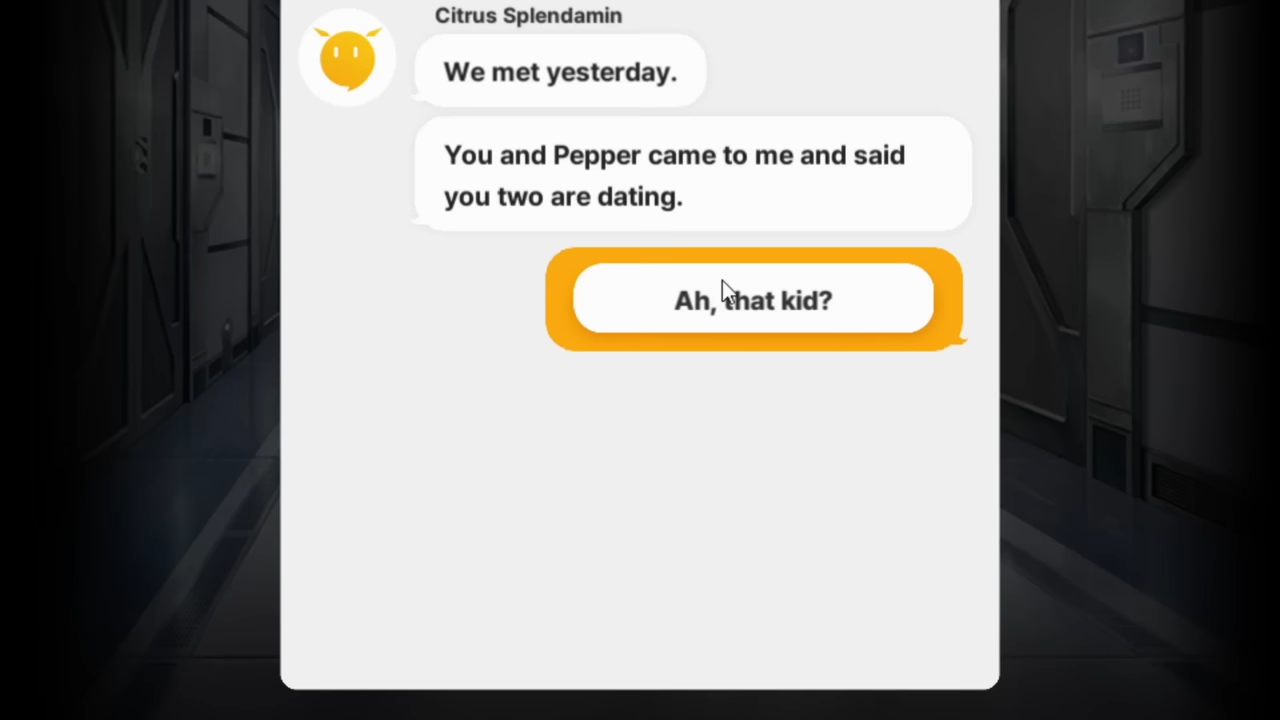 Citrus Splendamin
We met yesterday.
You and Pepper came to me and said
you two are dating.
Ah, that kid?